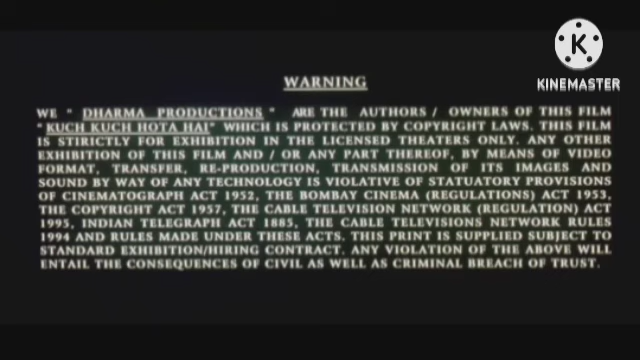 WARNING
WE " DHARMA PRODUCTIONS " ARE THE AUTHORS / OWNERS OF THIS FILM
"KUCH KUCH HOTA HAI" WHICH IS PROTECTED BY COPYRIGHT LAWS. THIS FILM
IS STIRICTLY FOR EXHIBITION IN THE LICENSED THEATERS ONLY. ANY OTHER
EXHIBITION OF THIS FILM AND / OR ANY PART THEREOF, BY MEANS OF VIDEO
FORMAT, TRANSFER, RE-PRODUCTION, TRANSMISSION OF ITS IMAGES AND
SOUND BY WAY OF ANY TECHNOLOGY IS VIOLATIVE OF STATUATORY PROVISIONS
OF CINEMATOGRAPH ACT 1952, THE BOMBAY CINEMA (REGULATIONS) ACT 1953,
THE COPYRIGHT ACT 1957, THE CABLE TELEVISION NETWORK (REGULATION) ACT
1995, INDIAN TELEGRAPH ACT 1885, THE CABLE TELEVISIONS NETWORK RULES
1994 AND RULES MADE UNDER THESE ACTS. THIS PRINT IS SUPPLIED SUBJECT TO
STANDARD EXHIBITION/HIRING CONTRACT. ANY VIOLATION OF THE ABOVE WILL
ENTAIL THE CONSEQUENCES OF CIVIL AS WELL AS CRIMINAL BREACH OF TRUST.
K
KINEMASTER